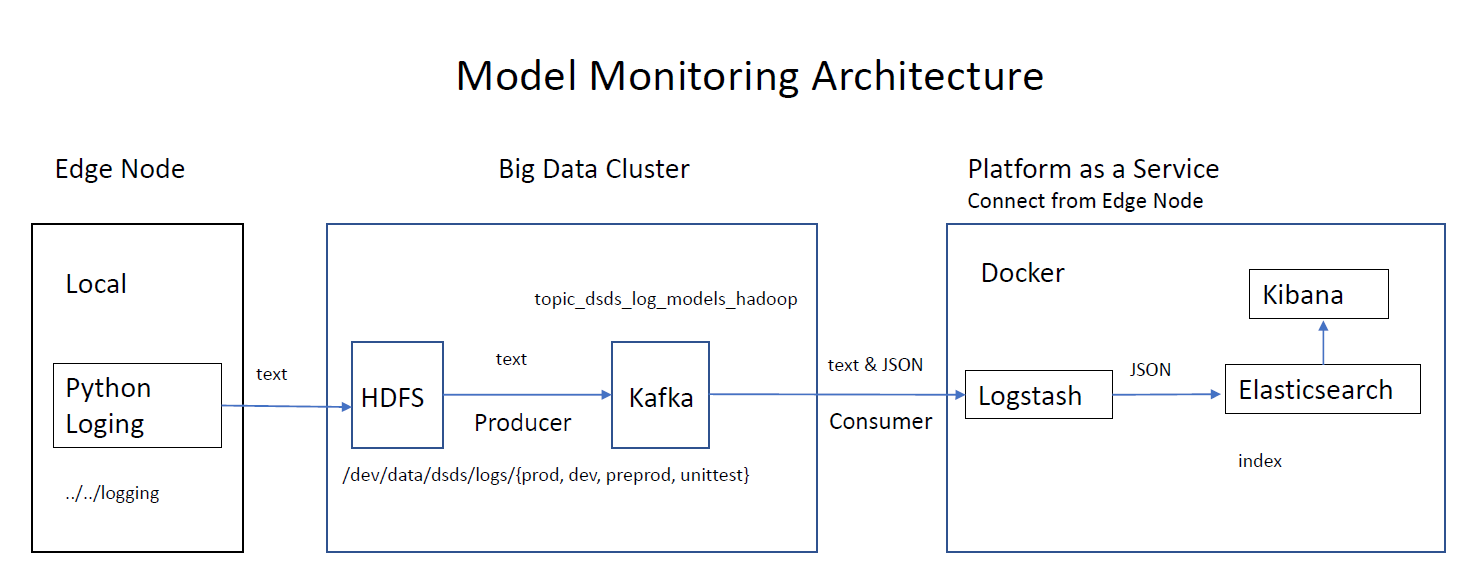 Model Monitoring Architecture
Edge Node
Big Data Cluster
Platform as a Service
Connect from Edge Node
Local
Python
Loging
../../logging
text
topic_dsds_log_models_hadoop
HDFS
text
Producer
Kafka
/dev/data/dsds/logs/{prod, dev, preprod, unittest}
text & JSON
Consumer
Docker
Logstash
JSON
Kibana
Elasticsearch
index